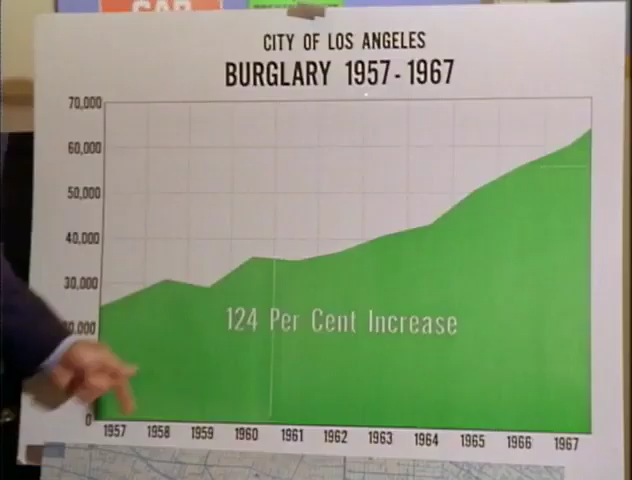 CITY OF LOS ANGELES
BURGLARY 1957-1967
70,000
60,000
50,000
40,000
30,000
0
124 Per Cent Increase
1957 1958 1959 1960 1961 1962 1963 1964 1965 1966 1967